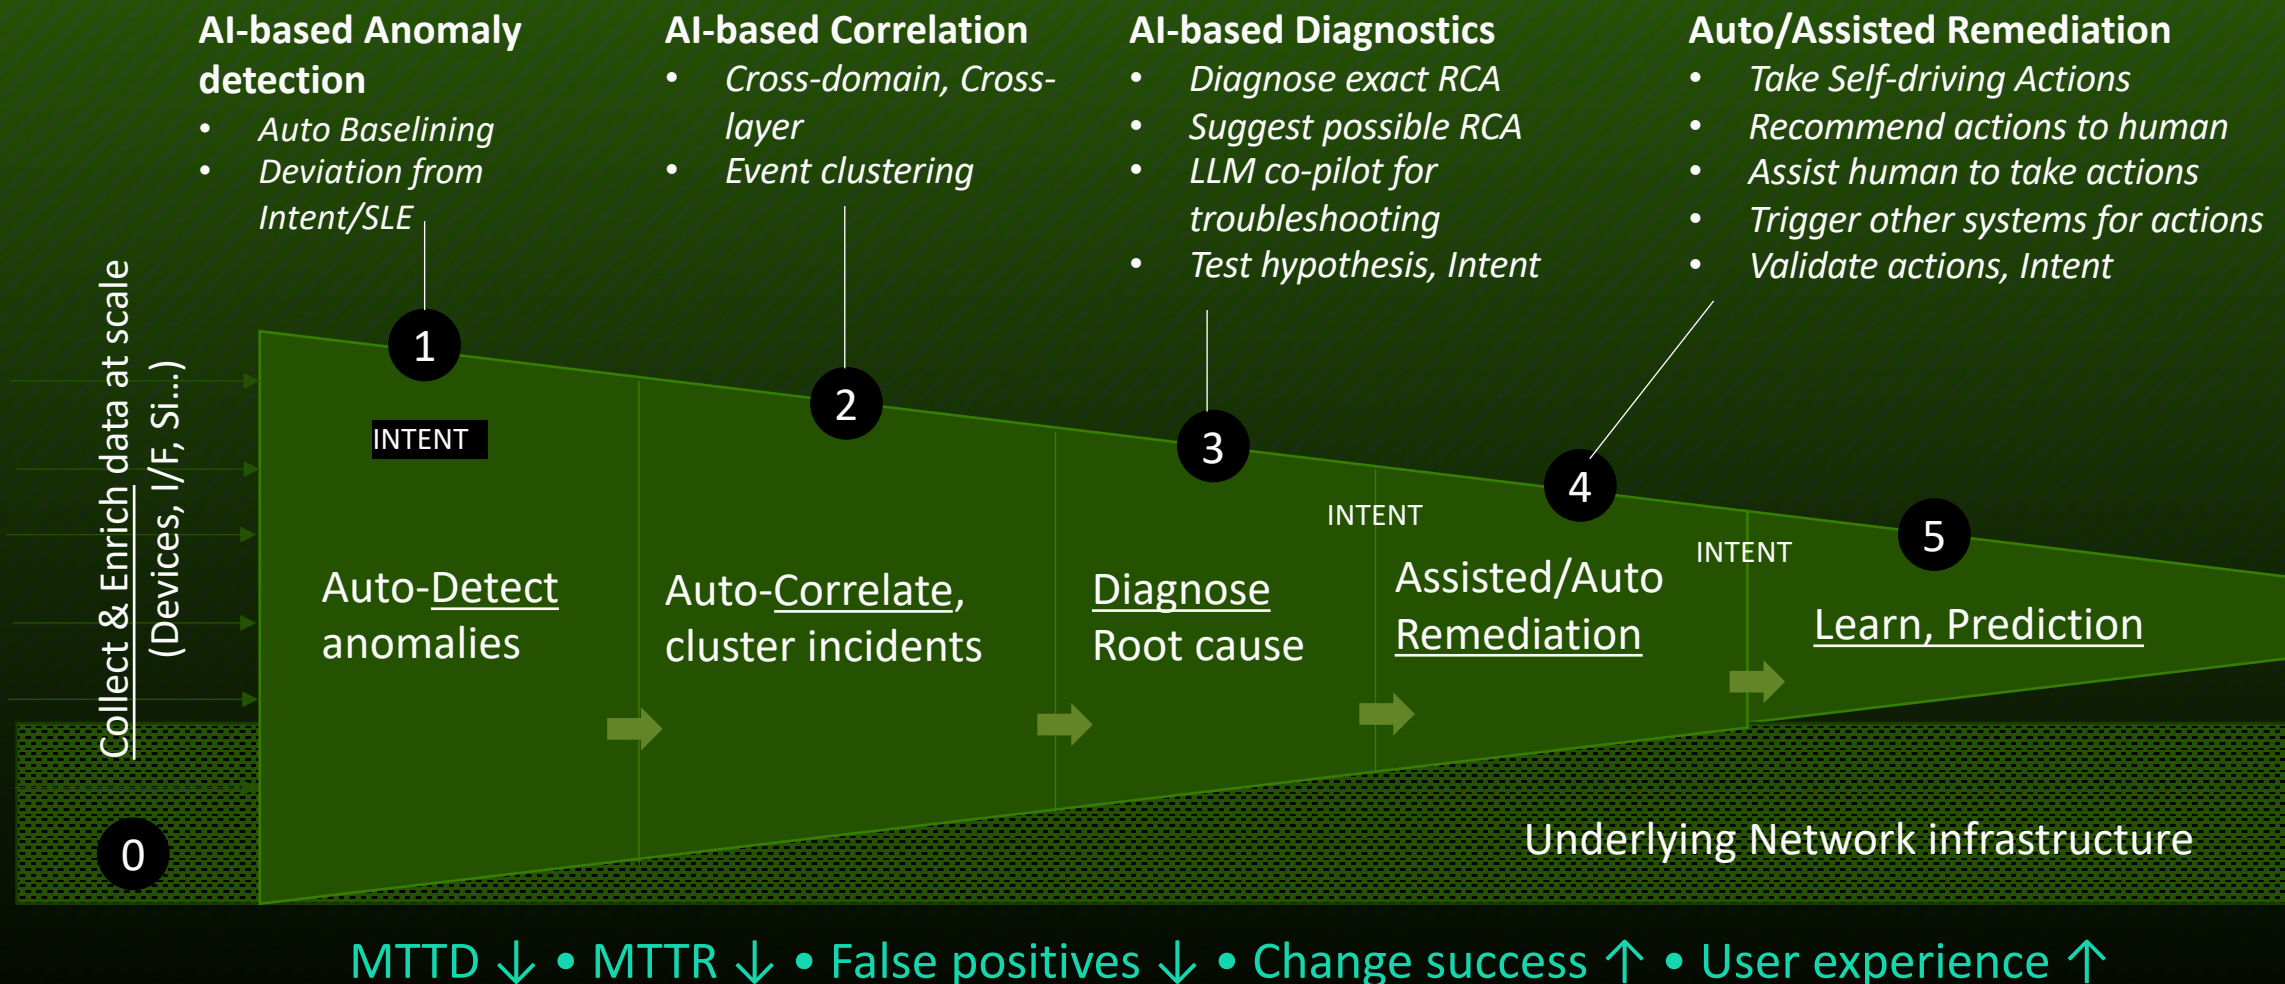 AI-based Anomaly
detection
• Auto Baselining
• Deviation from
Intent/SLE
AI-based Correlation
• Cross-domain, Cross-
layer
• Event clustering
AI-based Diagnostics
• Diagnose exact RCA
• Suggest possible RCA
• LLM co-pilot for
troubleshooting
• Test hypothesis, Intent
Auto/Assisted Remediation
• Take Self-driving Actions
• Recommend actions to human
• Assist human to take actions
• Trigger other systems for actions
• Validate actions, Intent
Collect & Enrich data at scale
(Devices, I/F, Si...)
0
1
INTENT
Auto-Detect
anomalies
2
Auto-Correlate,
cluster incidents
3
Diagnose
Root cause
INTENT
4
Assisted/Auto
Remediation
INTENT
5
Learn, Prediction
Underlying Network infrastructure
MTTD ↓ • MTTR ↓ • False positives ↓ • Change success ↑ • User experience ↑